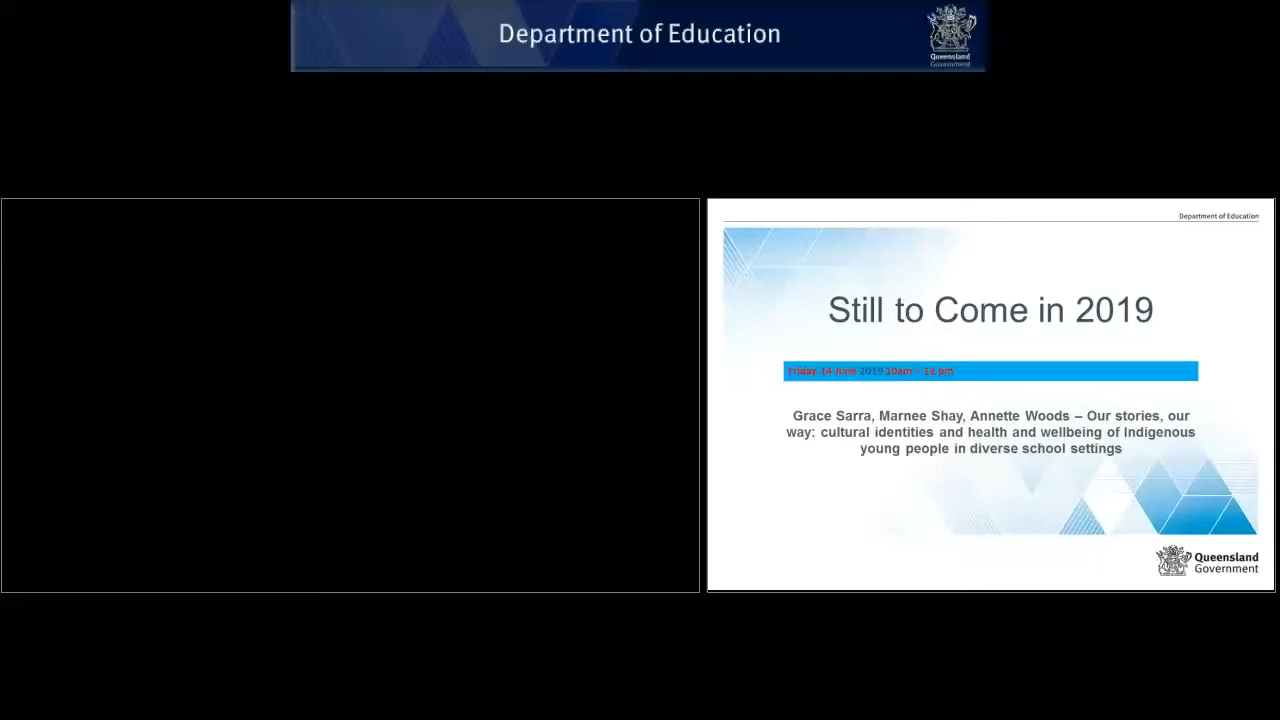 Department of Education
Queensland
Government
Department of Education
Still to Come in 2019
Friday 14 June 2019 10am – 12 pm
Grace Sarra, Marnee Shay, Annette Woods – Our stories, our
way: cultural identities and health and wellbeing of Indigenous
young people in diverse school settings
Queensland
Government